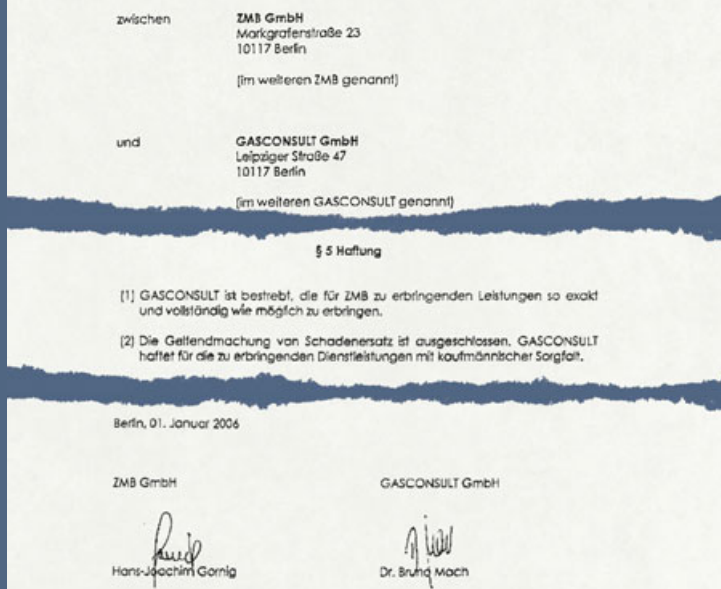 zwischen ZMB GmbH
Markgrafenstraße 23
10117 Berlin
(im weiteren ZMB genannt)
und GASCONSULT GmbH
Leipziger Straße 47
10117 Berlin
(im weiteren GASCONSULT genannt)
§ 5 Haftung
(1) GASCONSULT ist bestrebt, die für ZMB zu erbringenden Leistungen so exakt
und vollständig wie möglich zu erbringen.
(2) Die Geltendmachung von Schadenersatz ist ausgeschlossen. GASCONSULT
haftet für die zu erbringenden Dienstleistungen mit kaufmännischer Sorgfalt.
Berlin, 01. Januar 2006
ZMB GmbH GASCONSULT GmbH
Hans-Joachim Gornig Dr. Bruno Mach